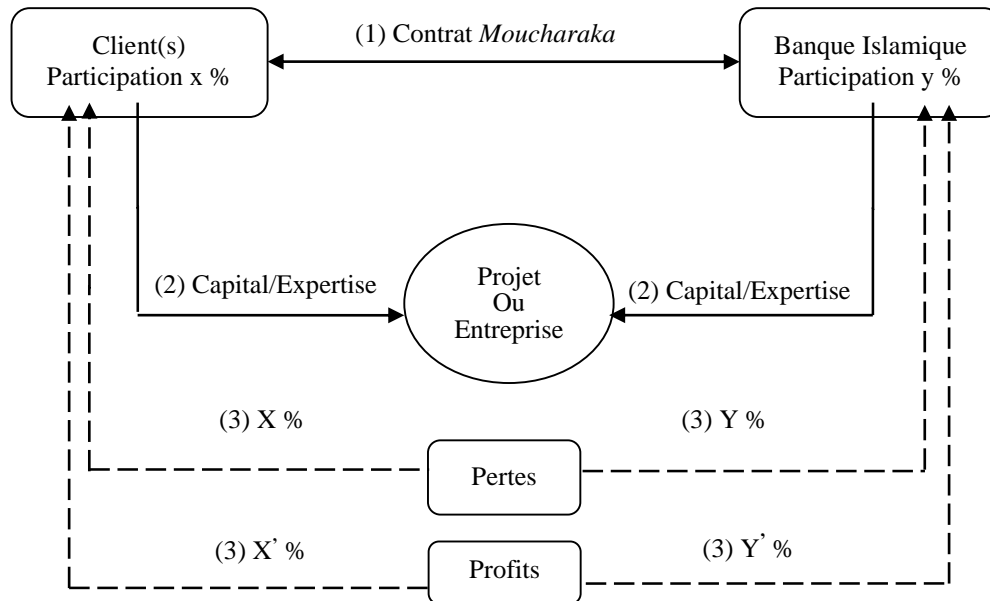 Client(s)
Participation x %
(1) Contrat Moucharaka
Banque Islamique
Participation y %
(2) Capital/Expertise
Projet
Ou
Entreprise
(2) Capital/Expertise
(3) X %
(3) Y %
Pertes
(3) X’ %
(3) Y’ %
Profits